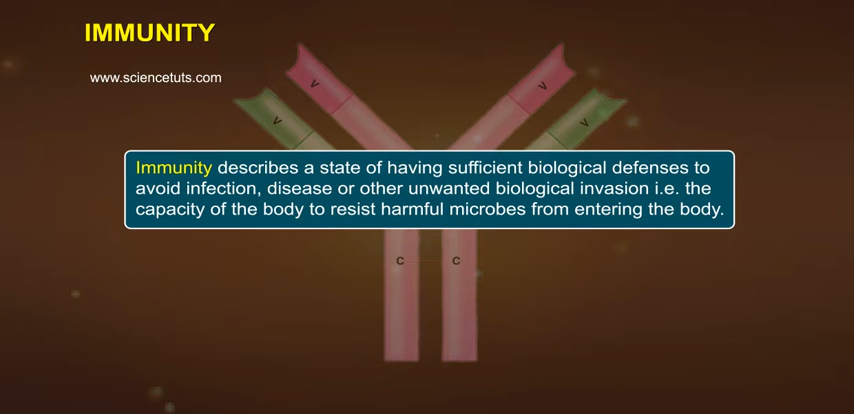 IMMUNITY
www.sciencetuts.com
V
V
V
V
Immunity describes a state of having sufficient biological defenses to
avoid infection, disease or other unwanted biological invasion i.e. the
capacity of the body to resist harmful microbes from entering the body.
C C